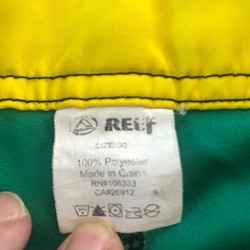 REEF
SIZE:30
100% Polyester
Made in China
RN#106333
CA#26912